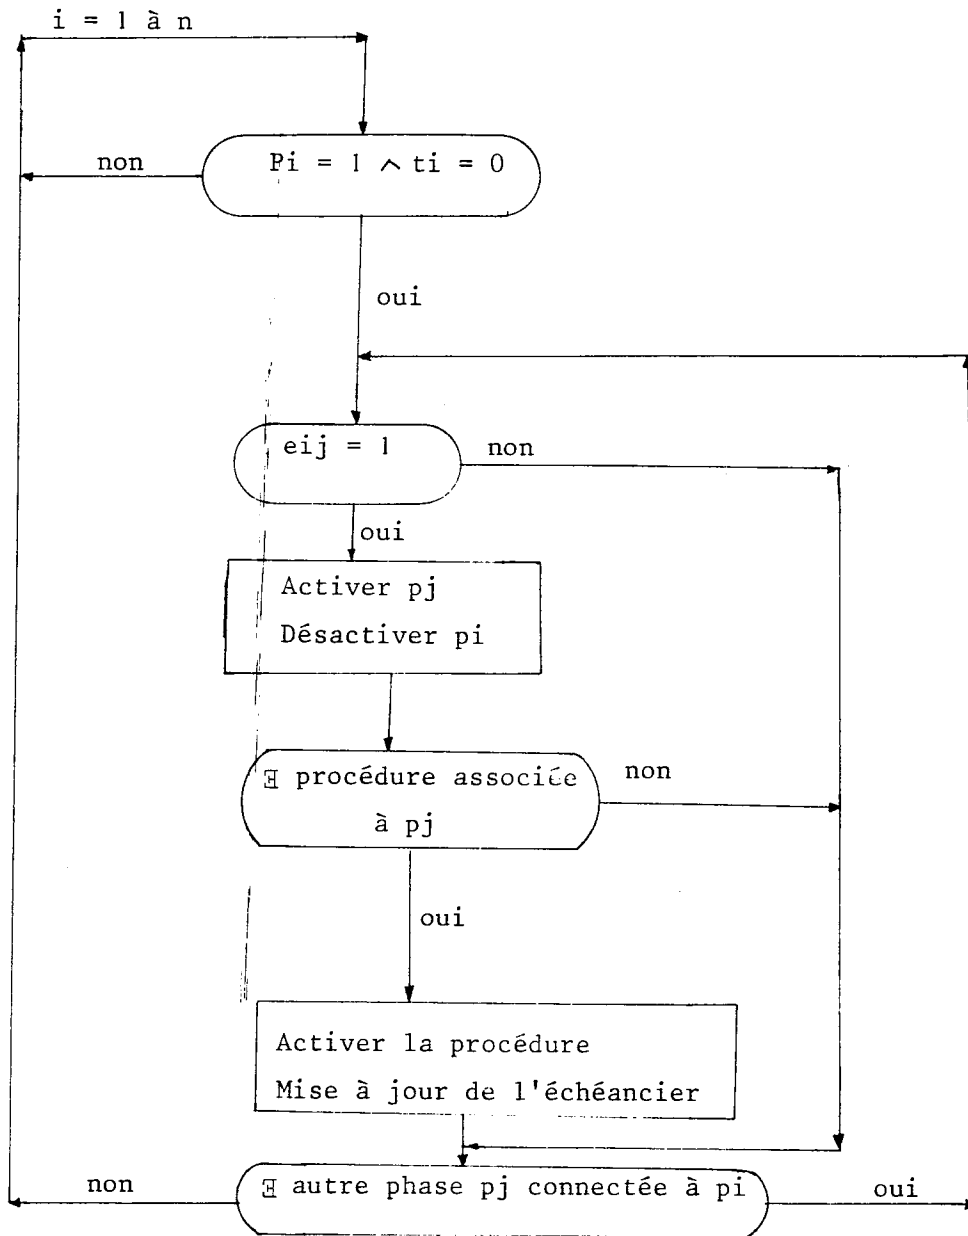 i = 1 à n
non
Pi = 1 ∧ ti = 0
oui
eij = 1
non
oui
Activer pj
Désactiver pi
∃ procédure associée
à pj
non
oui
Activer la procédure
Mise à jour de l'échéancier
non
∃ autre phase pj connectée à pi
oui